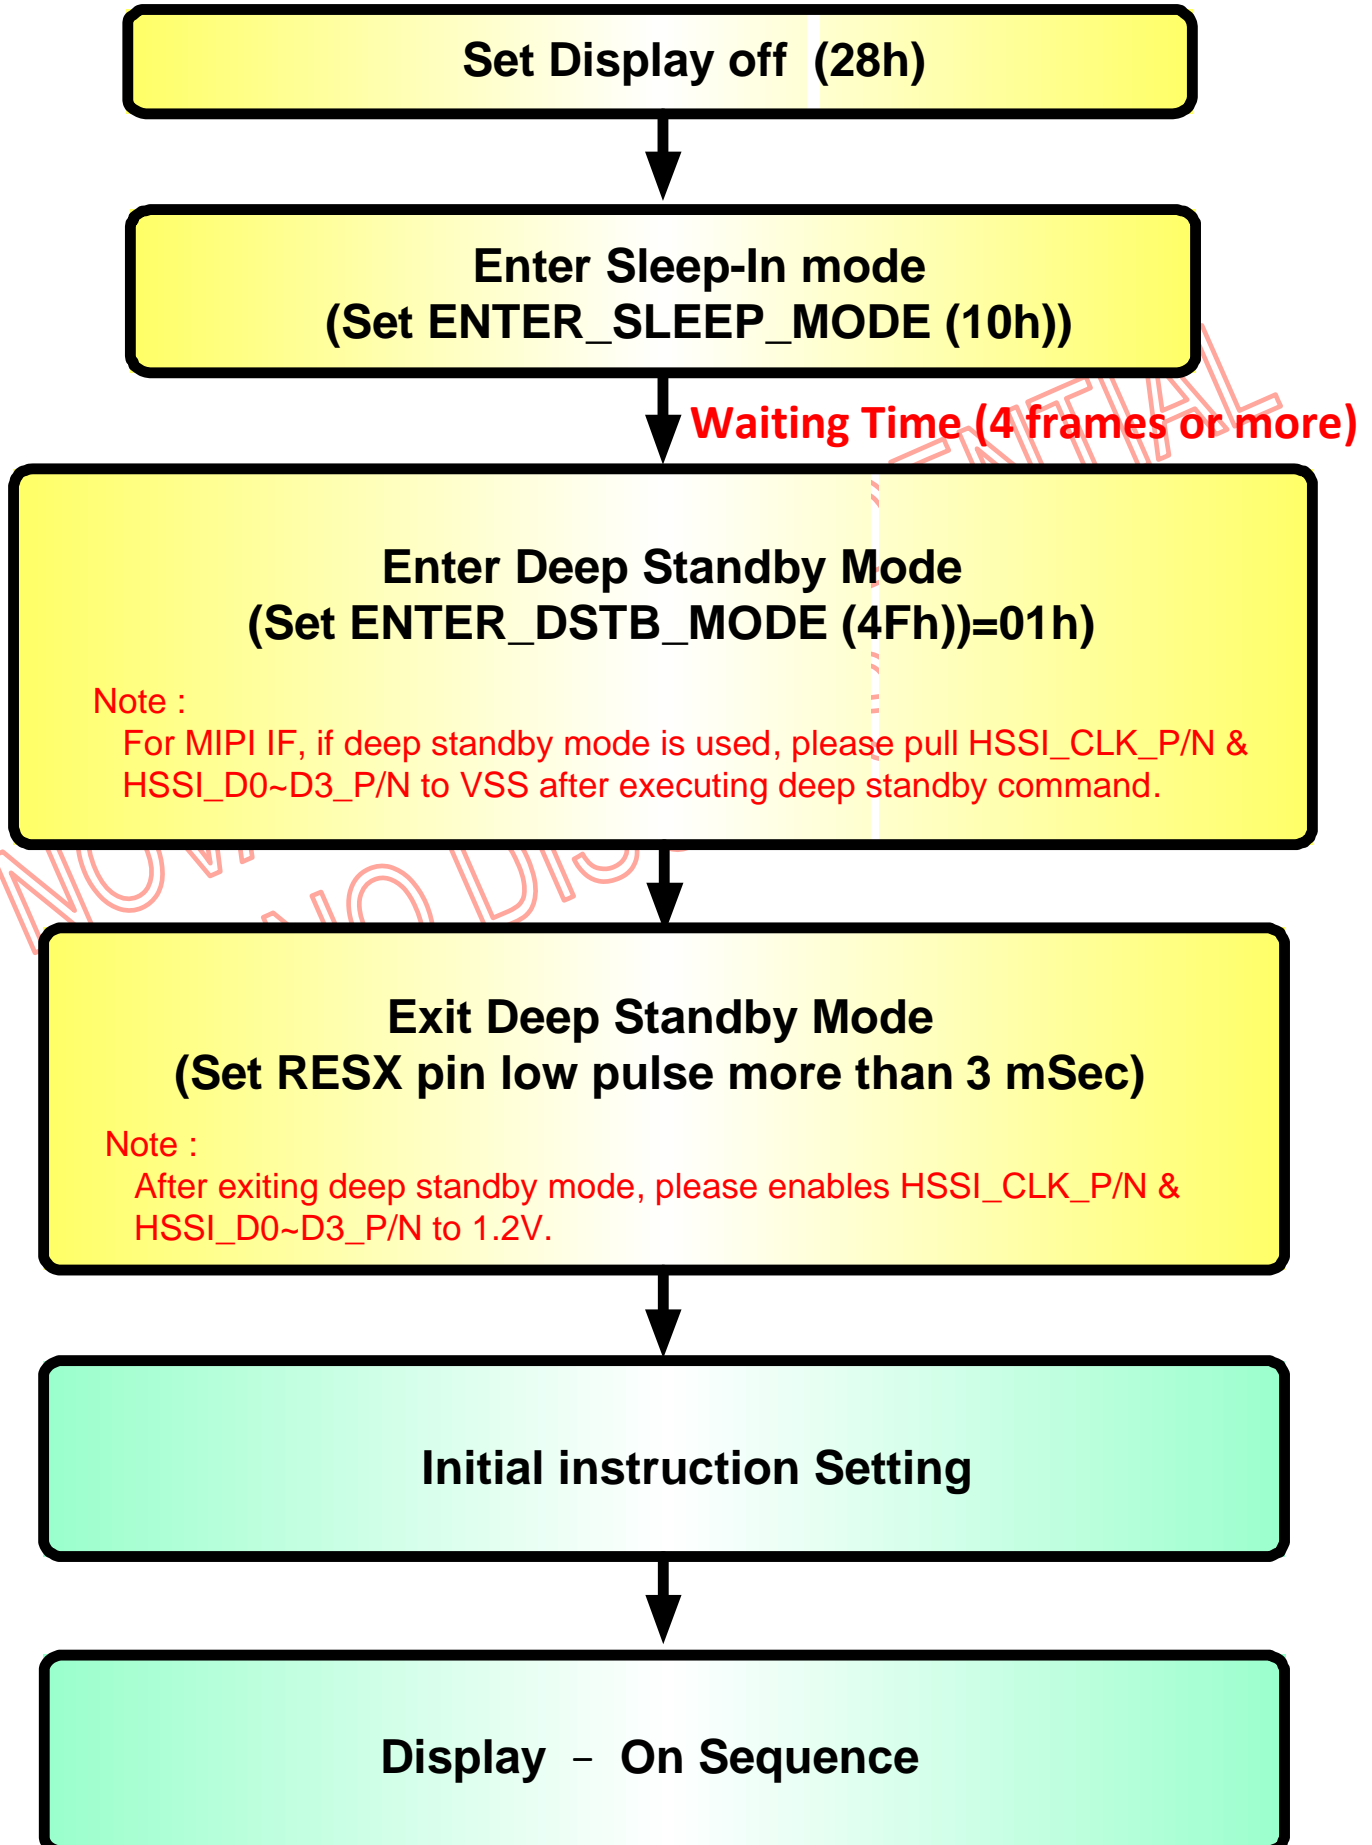 Set Display off (28h)
Enter Sleep-In mode
(Set ENTER_SLEEP_MODE (10h))
Waiting Time (4 frames or more)
Enter Deep Standby Mode
(Set ENTER_DSTB_MODE (4Fh))=01h)
Note :
For MIPI IF, if deep standby mode is used, please pull HSSI_CLK_P/N &
HSSI_D0~D3_P/N to VSS after executing deep standby command.
Exit Deep Standby Mode
(Set RESX pin low pulse more than 3 mSec)
Note :
After exiting deep standby mode, please enables HSSI_CLK_P/N &
HSSI_D0~D3_P/N to 1.2V.
Initial instruction Setting
Display – On Sequence